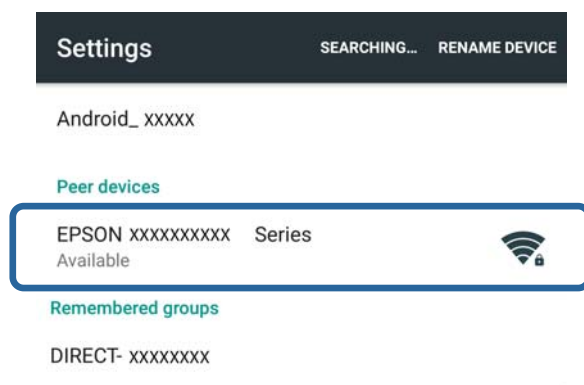 Settings SEARCHING... RENAME DEVICE
Android_ xxxxx
Peer devices
EPSON xxxxxxxxxx Series
Available
Remembered groups
DIRECT- xxxxxxxx